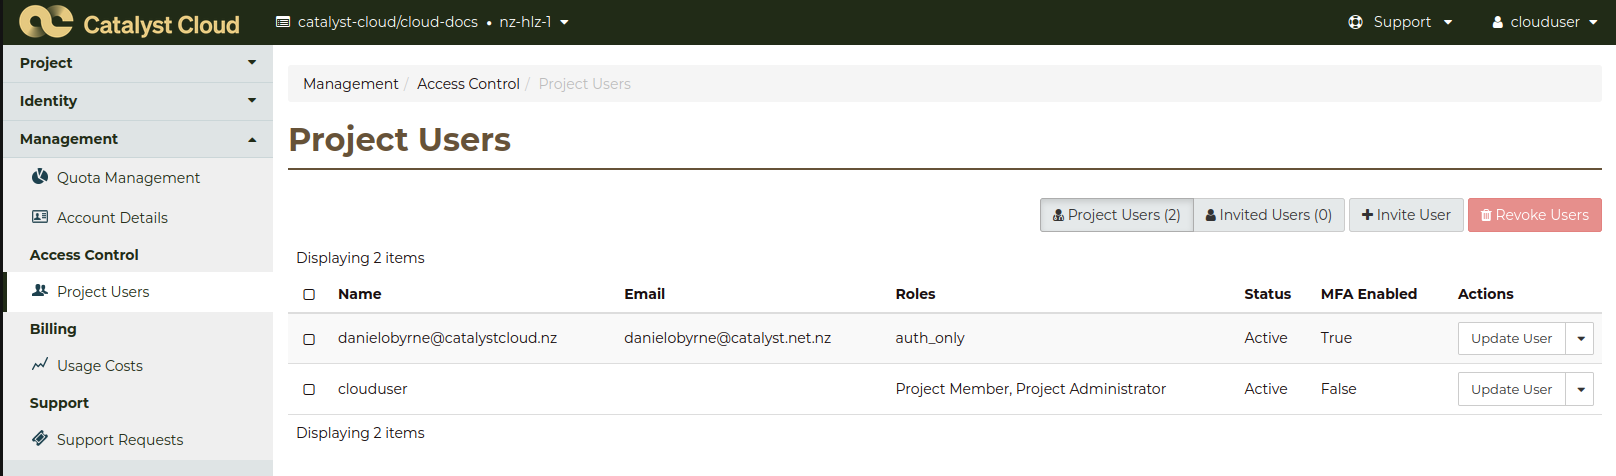 Catalyst Cloud
catalyst-cloud/cloud-docs • nz-hlz-1
Support
clouduser
Project
Identity
Management
Quota Management
Account Details
Access Control
Project Users
Billing
Usage Costs
Support
Support Requests
Management / Access Control / Project Users
Project Users
Project Users (2) Invited Users (0) Invite User Revoke Users
Displaying 2 items
Name Email Roles Status MFA Enabled Actions
danielobyrne@catalystcloud.nz danielobyrne@catalyst.net.nz auth_only Active True Update User
clouduser Project Member, Project Administrator Active False Update User
Displaying 2 items